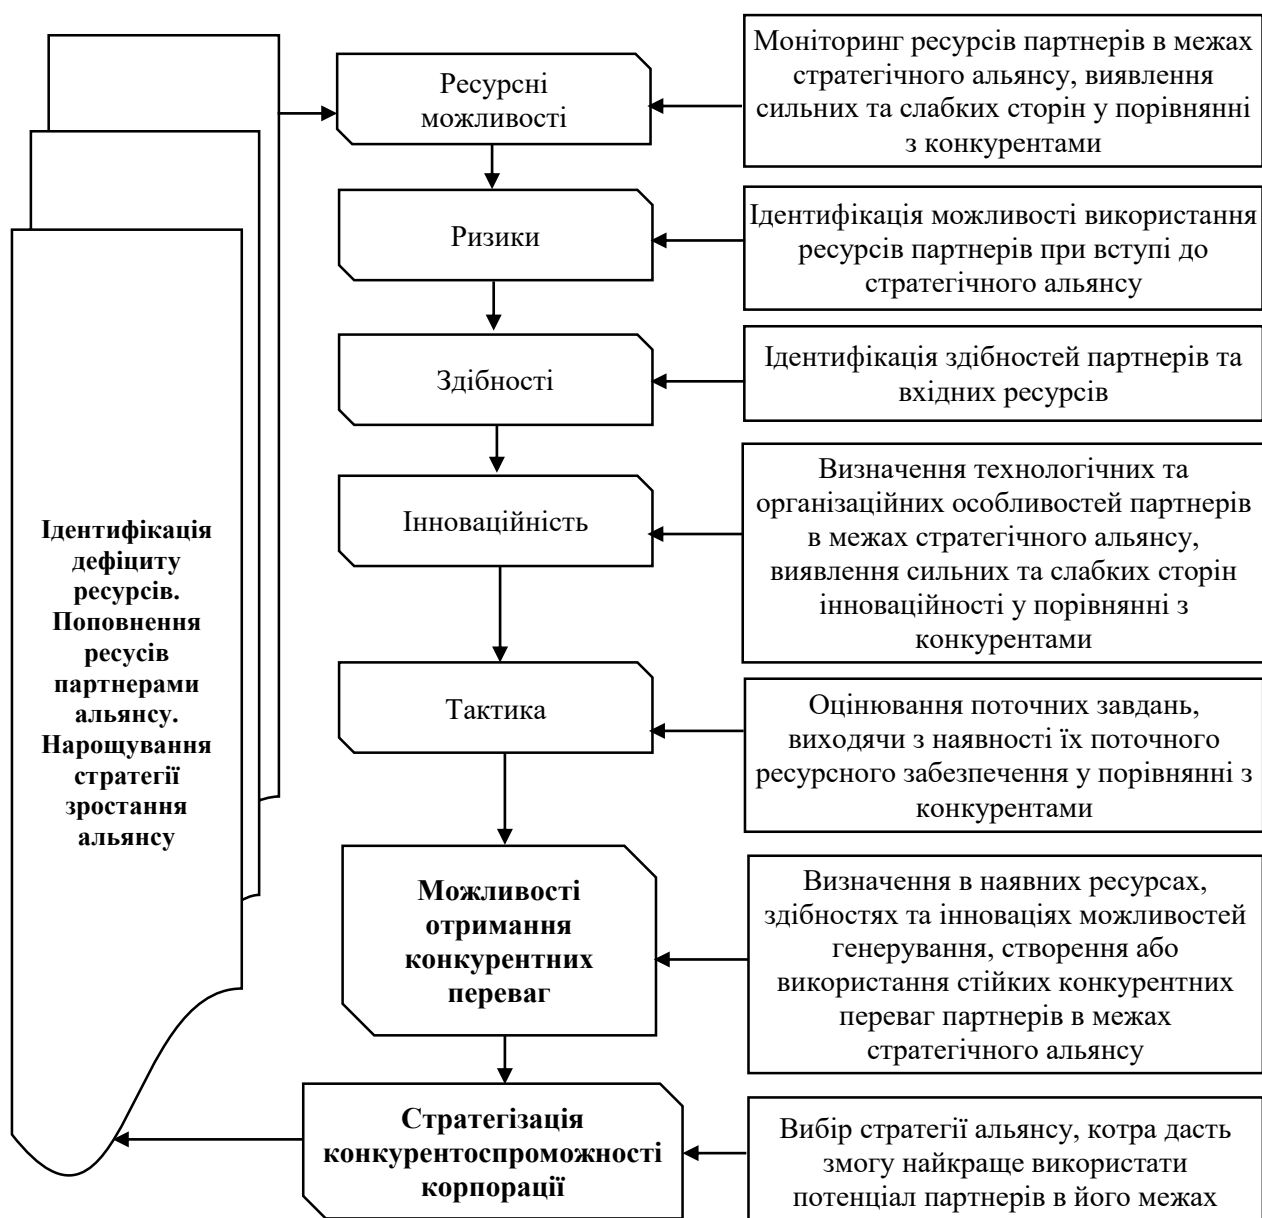 Ресурсні
можливості
Моніторинг ресурсів партнерів в межах
стратегічного альянсу, виявлення
сильних та слабких сторін у порівнянні
з конкурентами
Ризики
Ідентифікація можливості використання
ресурсів партнерів при вступі до
стратегічного альянсу
Здібності
Ідентифікація здібностей партнерів та
вхідних ресурсів
Інноваційність
Визначення технологічних та
організаційних особливостей партнерів
в межах стратегічного альянсу,
виявлення сильних та слабких сторін
інноваційності у порівнянні з
конкурентами
Ідентифікація
дефіциту
ресурсів.
Поповнення
ресусів
партнерами
альянсу.
Нарощування
стратегії
зростання
альянсу
Тактика
Оцінювання поточних завдань,
виходячи з наявності їх поточного
ресурсного забезпечення у порівнянні з
конкурентами
Можливості
отримання
конкурентних
переваг
Визначення в наявних ресурсах,
здібностях та інноваціях можливостей
генерування, створення або
використання стійких конкурентних
переваг партнерів в межах
стратегічного альянсу
Стратегізація
конкурентоспроможності
корпорації
Вибір стратегії альянсу, котра дасть
змогу найкраще використати
потенціал партнерів в його межах